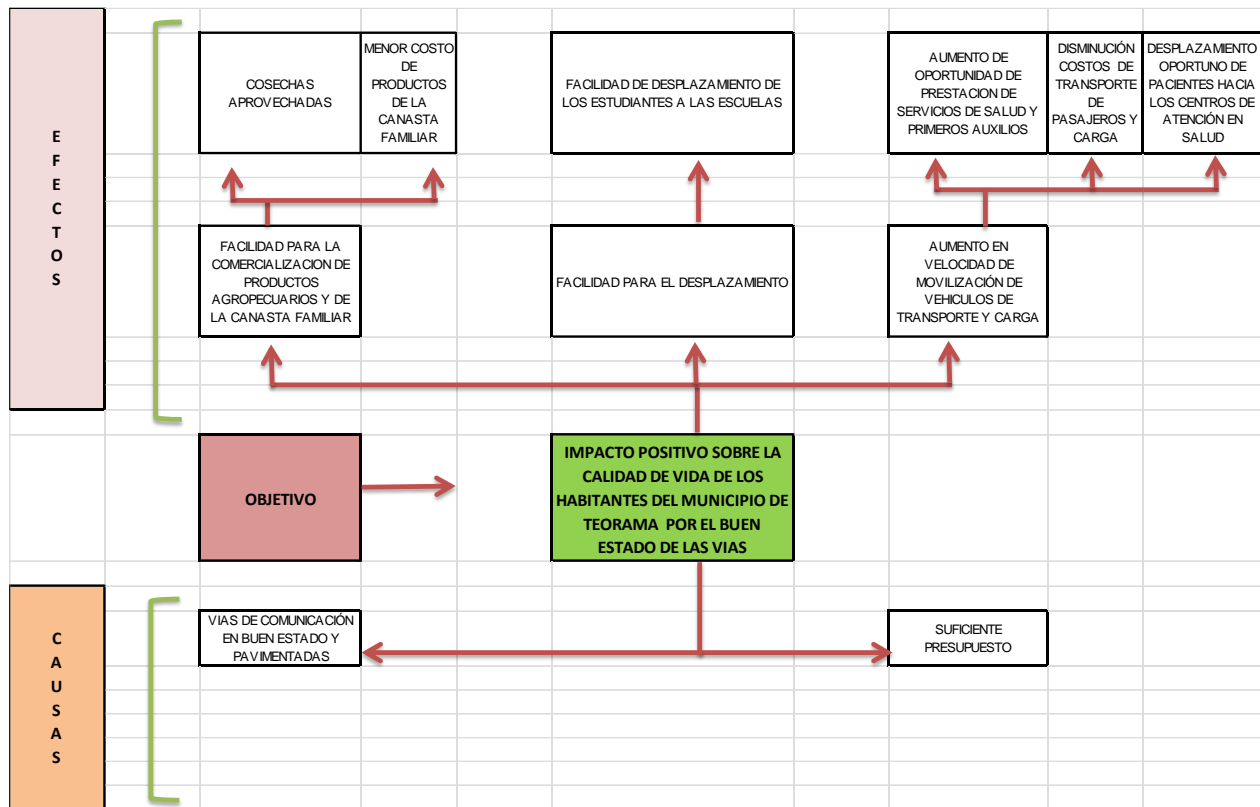 E
F
E
C
T
O
S
COSECHAS
APROVECHADAS
MENOR COSTO
DE
PRODUCTOS
DE LA
CANASTA
FAMILIAR
FACILIDAD DE DESPLAZAMIENTO DE
LOS ESTUDIANTES A LAS ESCUELAS
AUMENTO DE
OPORTUNIDAD DE
PRESTACION DE
SERVICIOS DE SALUD Y
PRIMEROS AUXILIOS
DISMINUCIÓN
COSTOS DE
TRANSPORTE
DE
PASAJEROS Y
CARGA
DESPLAZAMIENTO
OPORTUNO DE
PACIENTES HACIA
LOS CENTROS DE
ATENCIÓN EN
SALUD
FACILIDAD PARA LA
COMERCIALIZACION DE
PRODUCTOS
AGROPECUARIOS Y DE
LA CANASTA FAMILIAR
FACILIDAD PARA EL DESPLAZAMIENTO
AUMENTO EN
VELOCIDAD DE
MOVILIZACIÓN DE
VEHICULOS DE
TRANSPORTE Y CARGA
OBJETIVO
IMPACTO POSITIVO SOBRE LA
CALIDAD DE VIDA DE LOS
HABITANTES DEL MUNICIPIO DE
TEORAMA POR EL BUEN
ESTADO DE LAS VIAS
C
A
U
S
A
S
VIAS DE COMUNICACIÓN
EN BUEN ESTADO Y
PAVIMENTADAS
SUFICIENTE
PRESUPUESTO